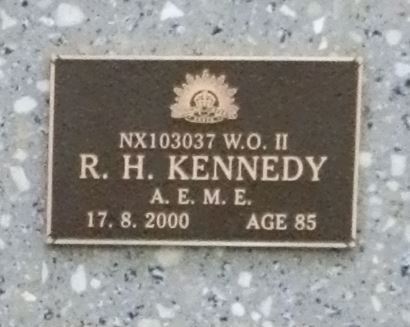 NX103037 W.O. II
R. H. KENNEDY
A. E. M. E.
17. 8. 2000 AGE 85